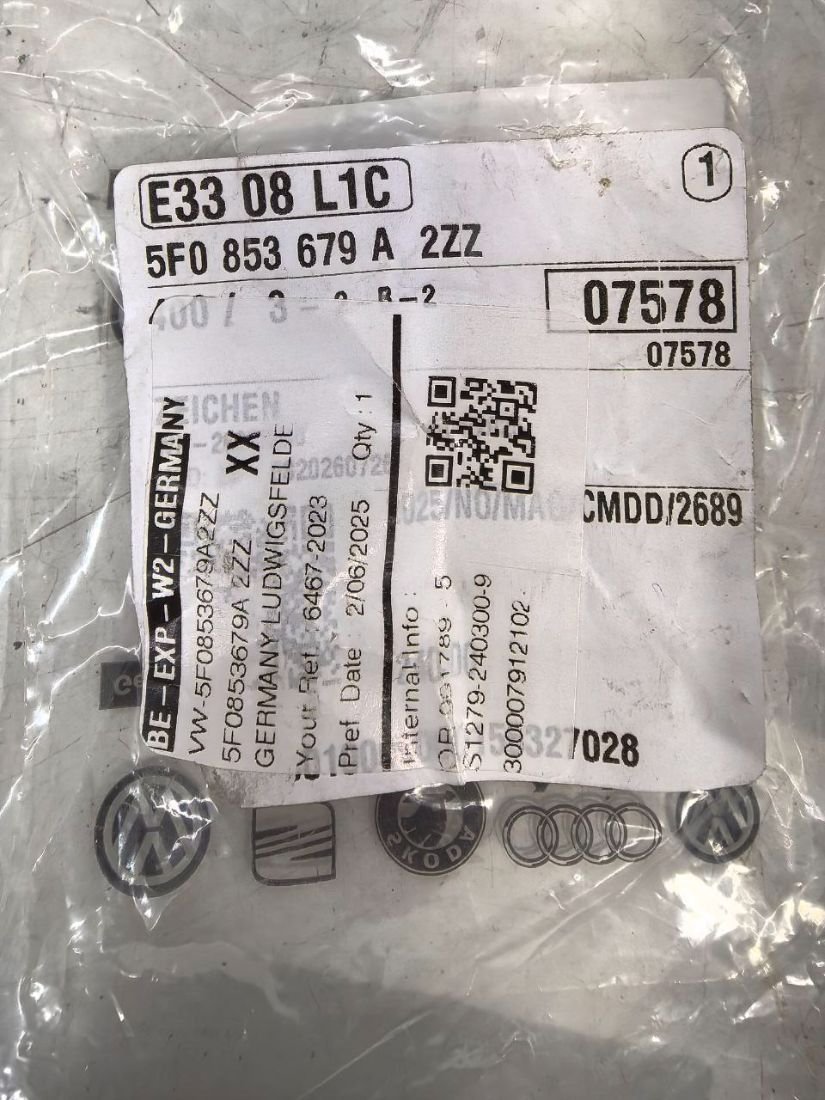 E33 08 L1C
1
5F0 853 679 A 2ZZ
07578
07578
CMDD/2689
7028
BE-EXP-W2-GERMANY
VW-5F0853679A2ZZ
5F0853679A 2ZZ XX
GERMANY LUDWIGSFELDE
Your Ref. : 6467-2023
Pref Date : 2/06/2025 Qty : 1
Internal Info :
S1279-240300-9
300007912102
SKODA